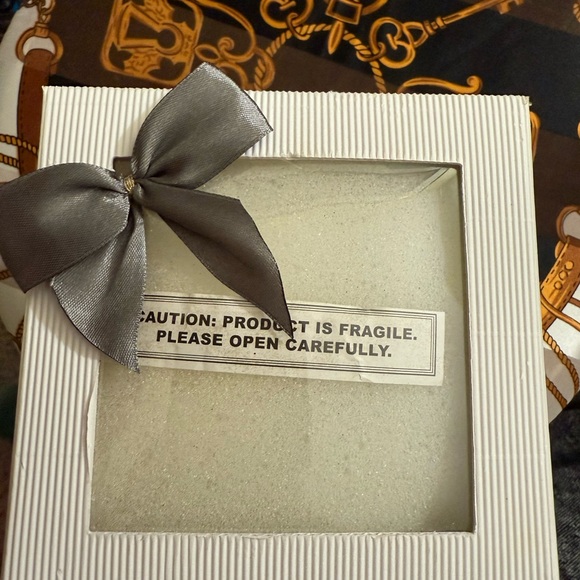 CAUTION: PRODUCT IS FRAGILE.
PLEASE OPEN CAREFULLY.